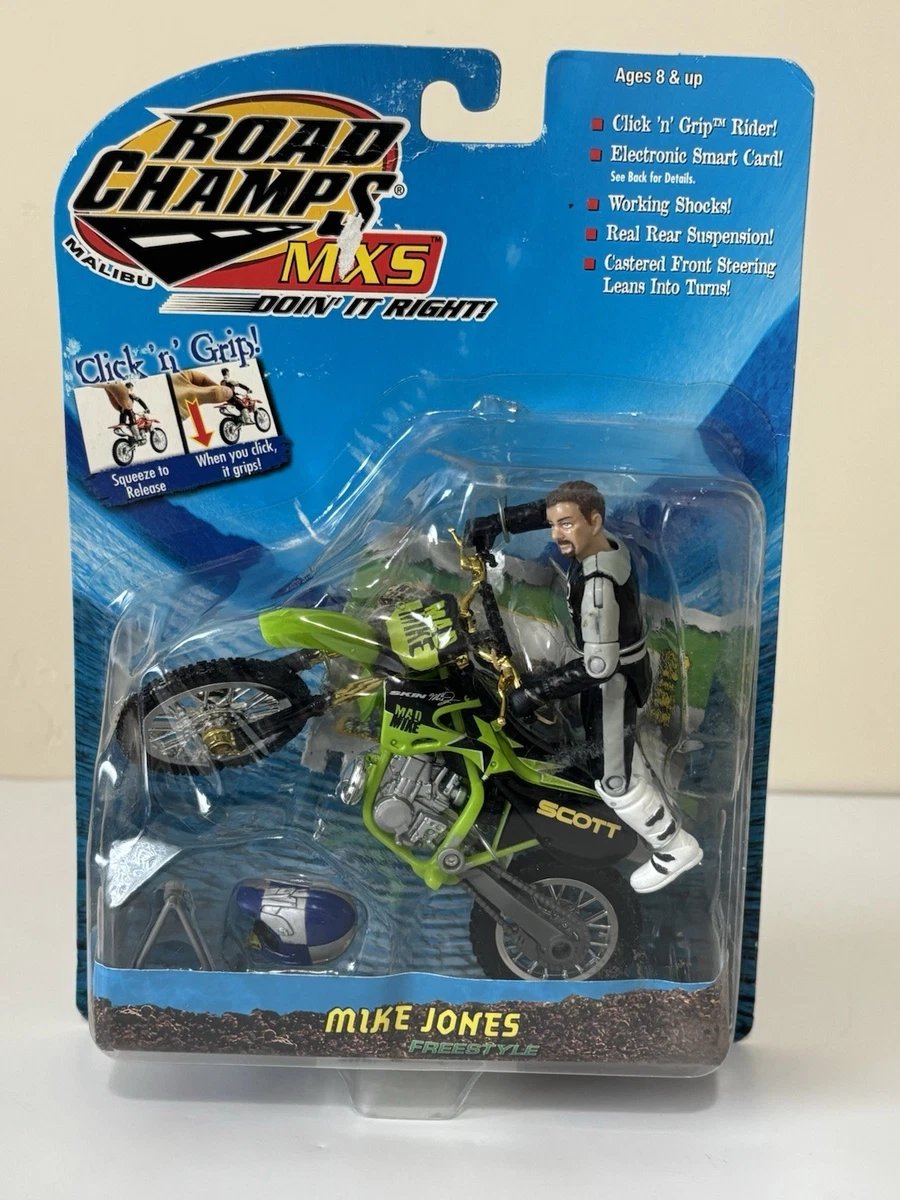 Ages 8 & up
ROAD
CHAMPS®
MALIBU
MXS™
DOIN' IT RIGHT!
Click 'n' Grip™ Rider!
Electronic Smart Card!
See Back for Details.
Working Shocks!
Real Rear Suspension!
Castered Front Steering
Leans Into Turns!
Click 'n' Grip!
Squeeze to
Release
When you click,
it grips!
MAD
MIKE
SKIN
MAD
MIKE
SCOTT
MIKE JONES
FREESTYLE